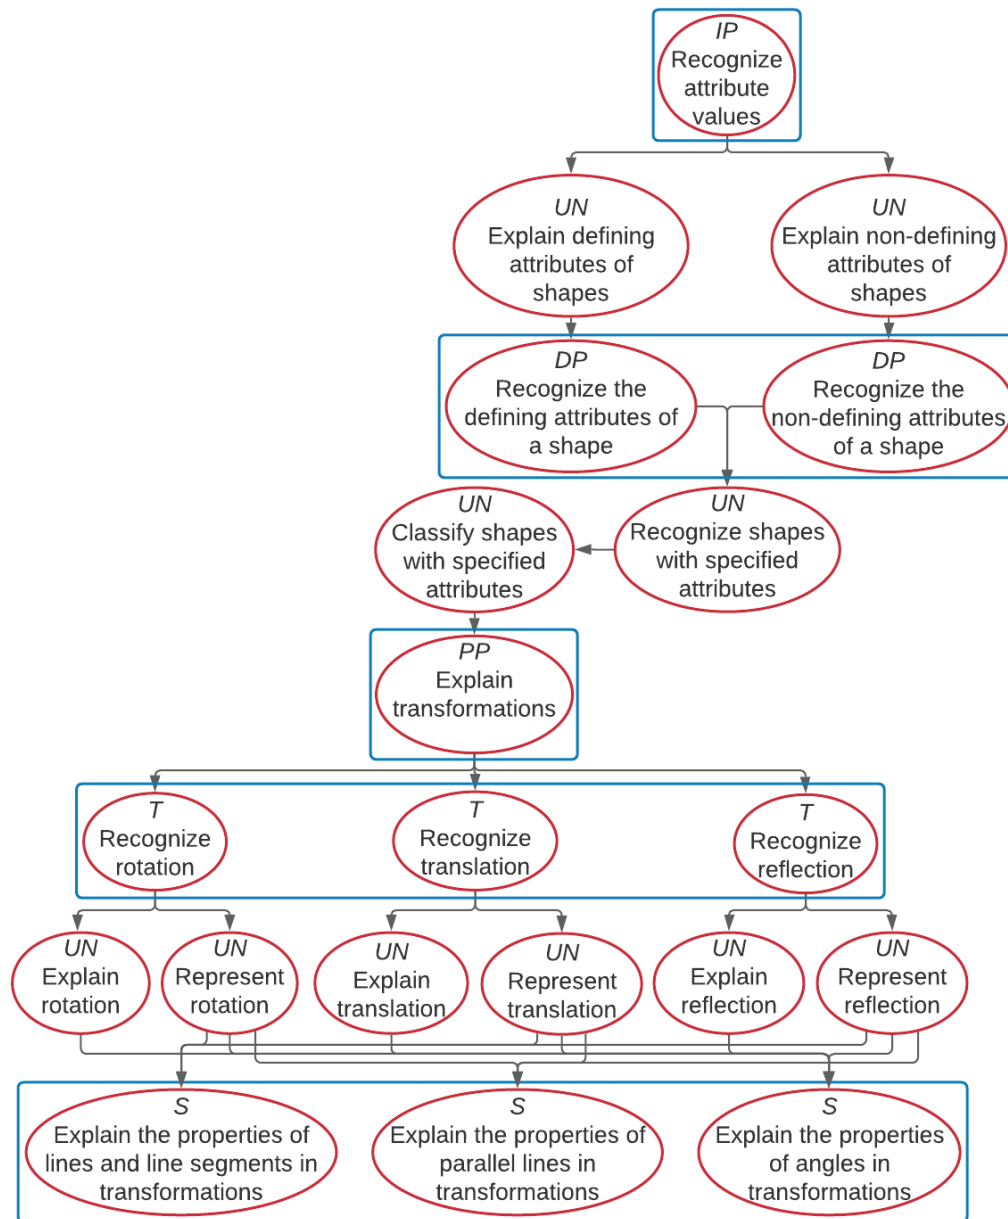 IP
Recognize
attribute
values
UN
Explain defining
attributes of
shapes
UN
Explain non-defining
attributes of
shapes
DP
Recognize the
defining attributes of
a shape
DP
Recognize the
non-defining attributes
of a shape
UN
Classify shapes
with specified
attributes
UN
Recognize shapes
with specified
attributes
PP
Explain
transformations
T
Recognize
rotation
T
Recognize
translation
T
Recognize
reflection
UN
Explain
rotation
UN
Represent
rotation
UN
Explain
translation
UN
Represent
translation
UN
Explain
reflection
UN
Represent
reflection
S
Explain the properties of
lines and line segments in
transformations
S
Explain the properties of
parallel lines in
transformations
S
Explain the properties
of angles in
transformations